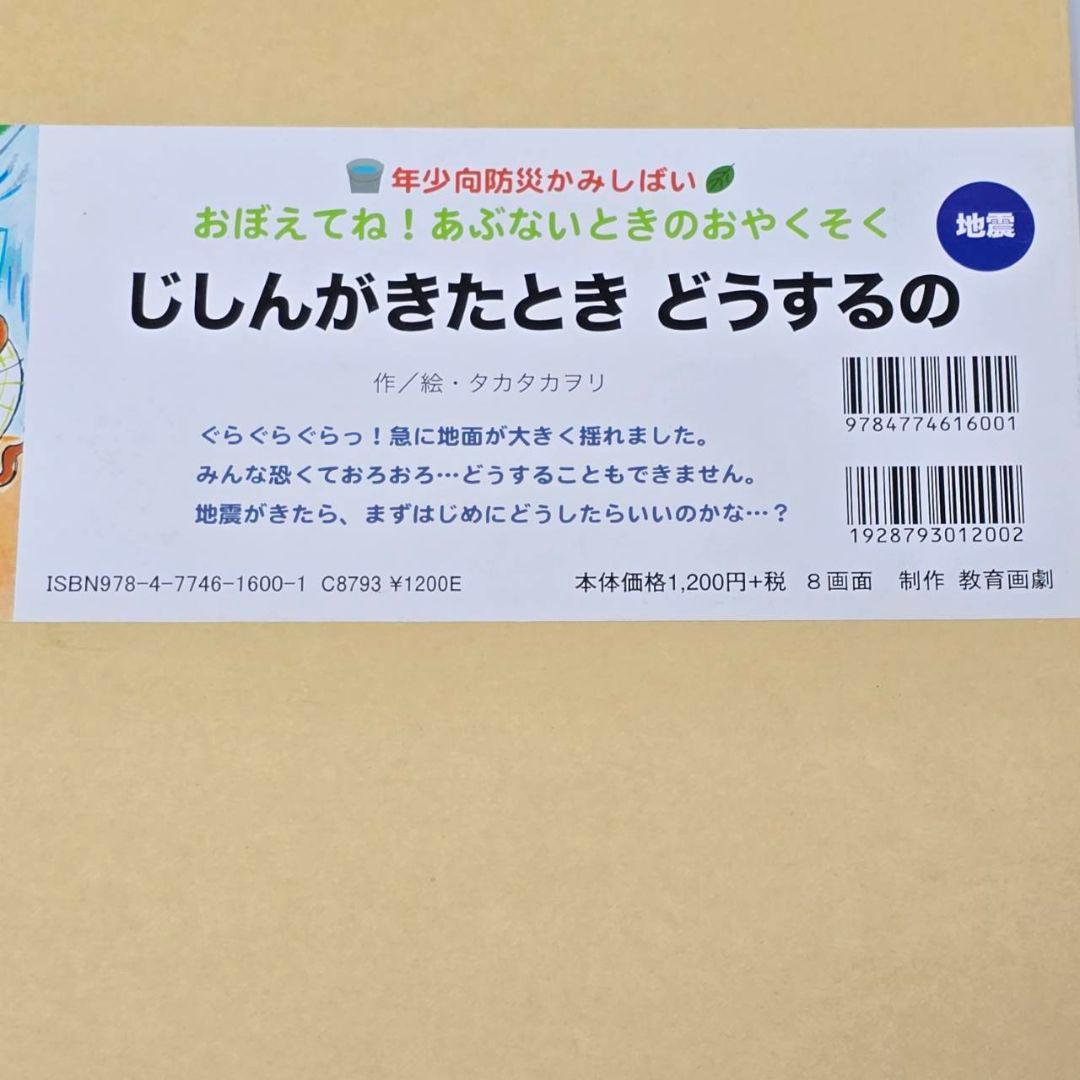 年少向防災かみしばい
おぼえてね！あぶないときのおやくそく
地震
じしんがきたとき どうするの
作／絵・タカタカヲリ
ぐらぐらぐらっ！急に地面が大きく揺れました。
みんな恐くておろおろ…どうすることもできません。
地震がきたら、まずはじめにどうしたらいいのかな…？
9784774616001
1928793012002
ISBN978-4-7746-1600-1 C8793 ¥1200E
本体価格1,200円+税 8画面 制作 教育画劇